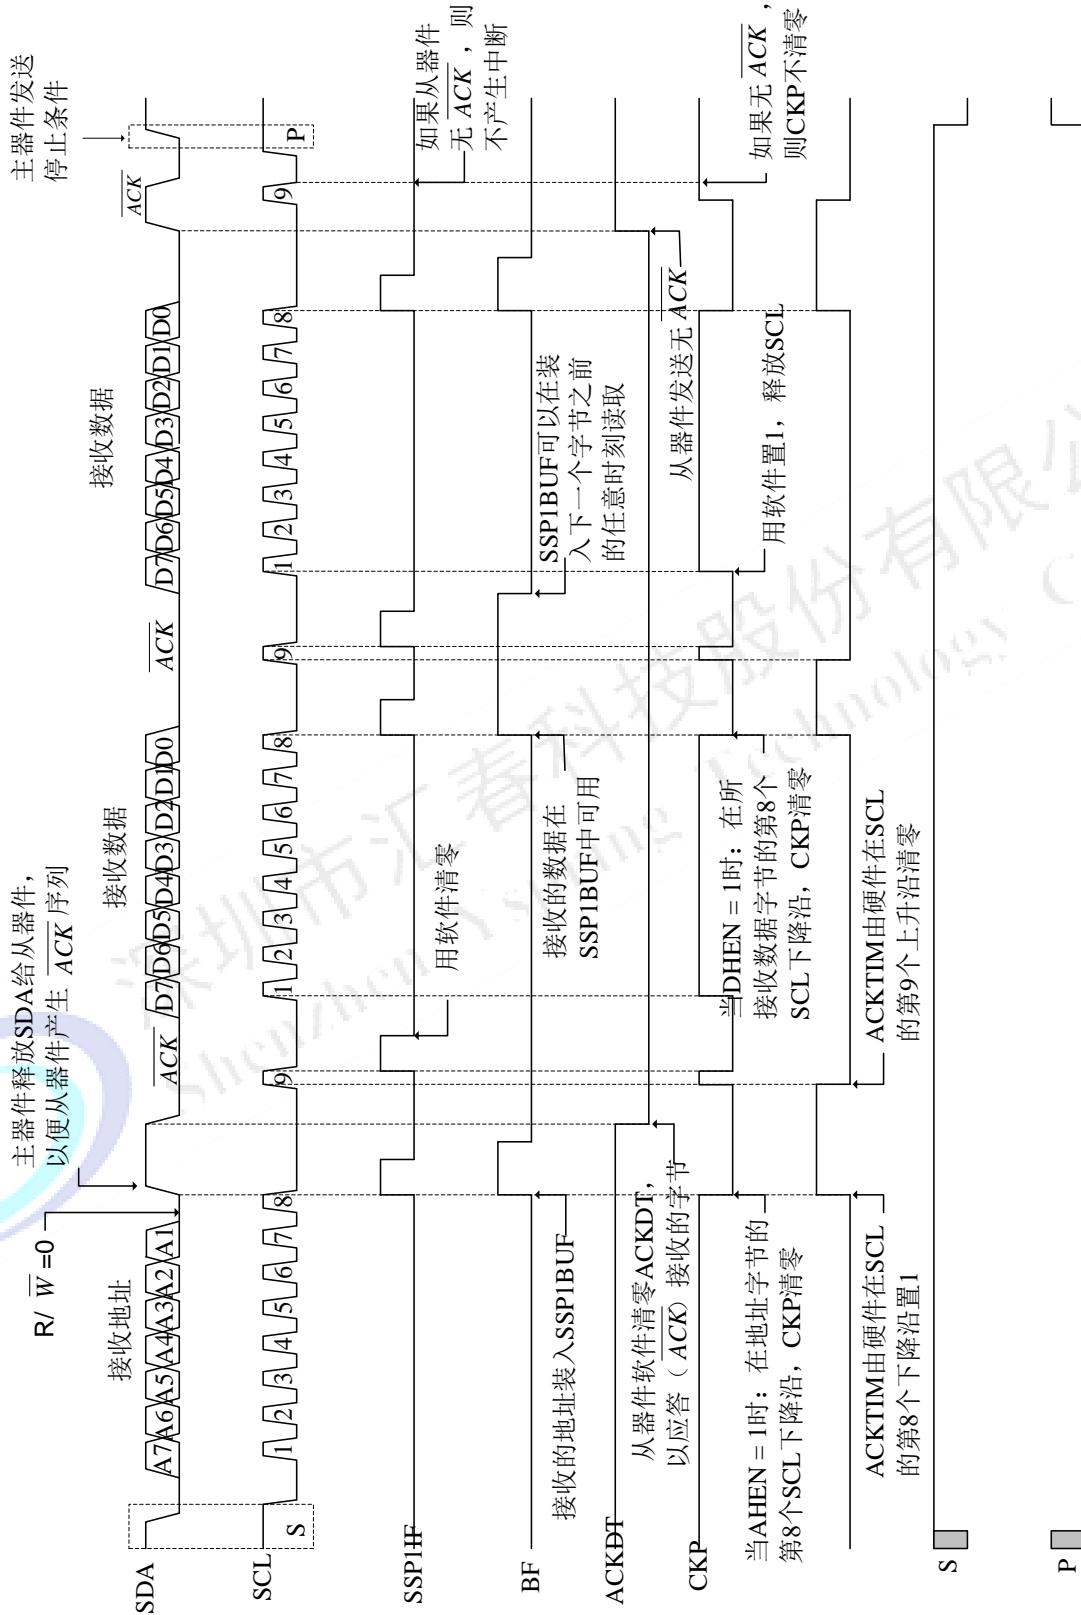 主器件释放SDA给从器件，
以便从器件产生 ACK 序列
主器件发送
停止条件
R/ W =0
接收地址
接收数据
接收数据
SDA
A7 A6 A5 A4 A3 A2 A1
ACK
D7 D6 D5 D4 D3 D2 D1 D0
ACK
D7 D6 D5 D4 D3 D2 D1 D0
ACK
SCL
S
1 2 3 4 5 6 7 8 9
1 2 3 4 5 6 7 8 9
1 2 3 4 5 6 7 8 9
P
SSP1IF
用软件清零
如果从器件
无 ACK ，则
不产生中断
BF
接收的地址装入SSP1BUF
接收的数据在
SSP1BUF中可用
SSP1BUF可以在装
入下一个字节之前
的任意时刻读取
ACKDT
从器件软件清零ACKDT，
以应答（ ACK ）接收的字节
从器件发送无 ACK
CKP
当AHEN = 1时：在地址字节的
第8个SCL下降沿，CKP清零
当DHEN = 1时：在所
接收数据字节的第8个
SCL下降沿，CKP清零
用软件置1，释放SCL
如果无 ACK ，
则CKP不清零
ACKTIM由硬件在SCL
的第8个下降沿置1
ACKTIM由硬件在SCL
的第9个上升沿清零
S
P
深圳市汇春科技股份有限公
Shenzhen Yspring Technology C